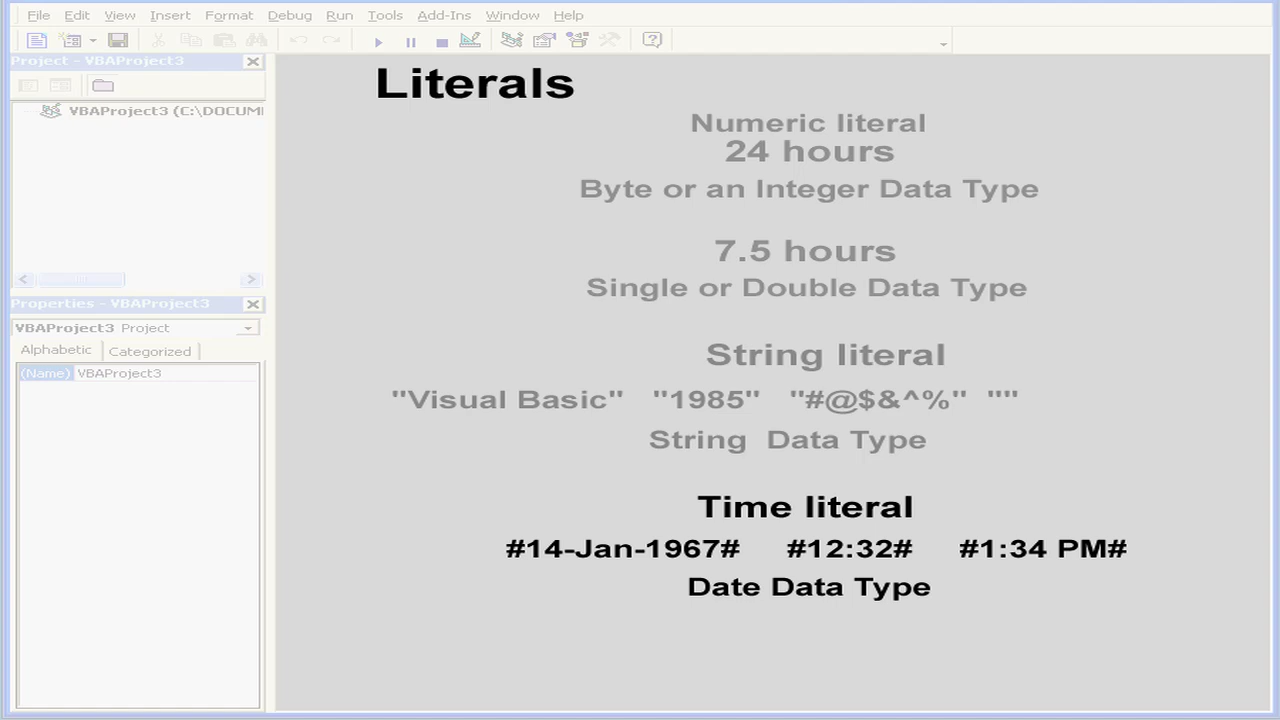 File Edit View Insert Format Debug Run Tools Add-Ins Window Help
Project - VBAProject3
VBAProject3 (C:\DOCUM
Properties - VBAProject3
VBAProject3 Project
Alphabetic Categorized
(Name) VBAProject3
Literals
Numeric literal
24 hours
Byte or an Integer Data Type
7.5 hours
Single or Double Data Type
String literal
"Visual Basic" "1985" "#@$&^%" ""
String Data Type
Time literal
#14-Jan-1967# #12:32# #1:34 PM#
Date Data Type